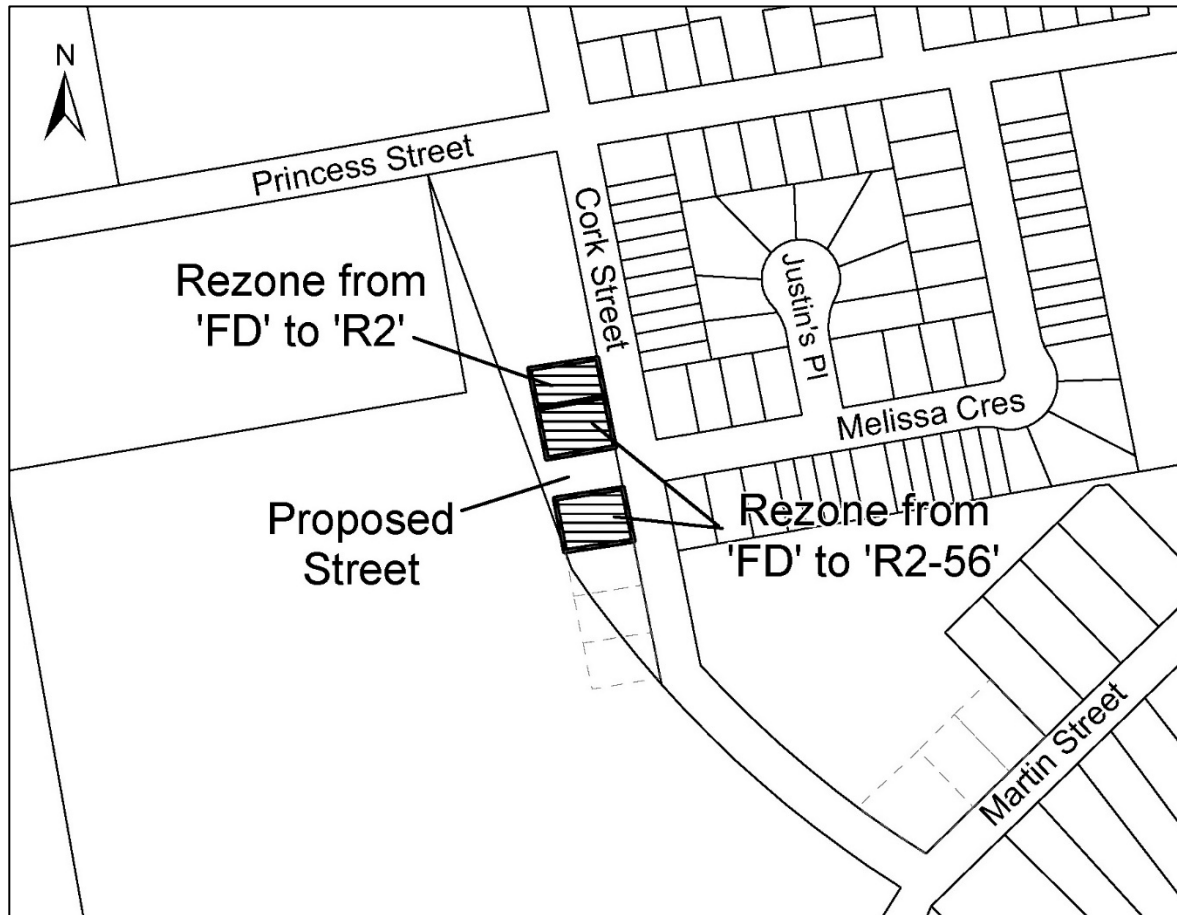 N
Princess Street
Cork Street
Justin's Pl
Rezone from
'FD' to 'R2'
Melissa Cres
Proposed
Street
Rezone from
'FD' to 'R2-56'
Martin Street